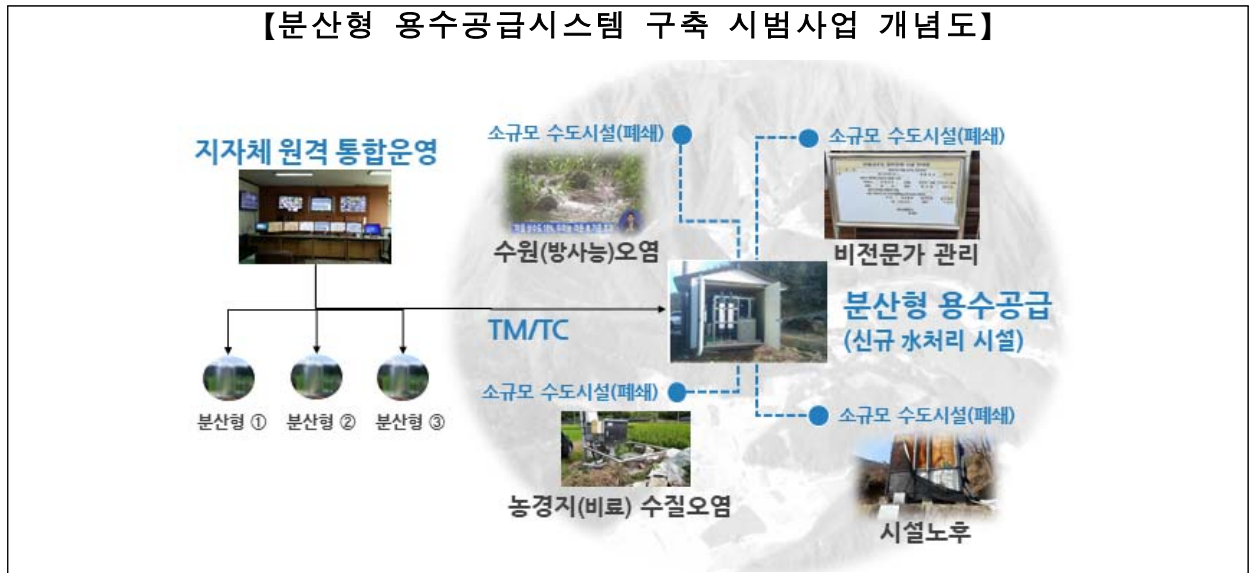 【분산형 용수공급시스템 구축 시범사업 개념도】
지자체 원격 통합운영
소규모 수도시설(폐쇄)
수원(방사능)오염
소규모 수도시설(폐쇄)
비전문가 관리
TM/TC
분산형 용수공급
(신규 水처리 시설)
분산형 ①
분산형 ②
분산형 ③
소규모 수도시설(폐쇄)
농경지(비료) 수질오염
소규모 수도시설(폐쇄)
시설노후